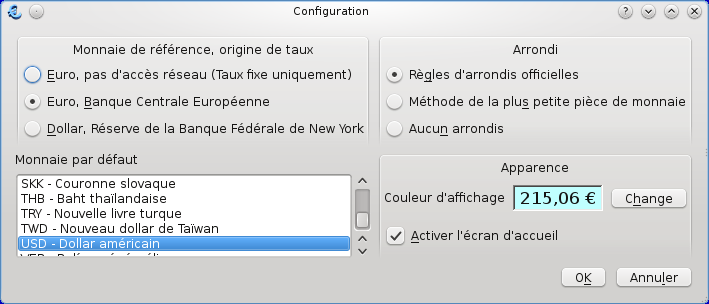 Configuration
Monnaie de référence, origine de taux
Euro, pas d'accès réseau (Taux fixe uniquement)
Euro, Banque Centrale Européenne
Dollar, Réserve de la Banque Fédérale de New York
Arrondi
Règles d'arrondis officielles
Méthode de la plus petite pièce de monnaie
Aucun arrondis
Monnaie par défaut
SKK - Couronne slovaque
THB - Baht thaïlandaise
TRY - Nouvelle livre turque
TWD - Nouveau dollar de Taïwan
USD - Dollar américain
Apparence
Couleur d'affichage 215,06 € Change
Activer l'écran d'accueil
OK Annuler